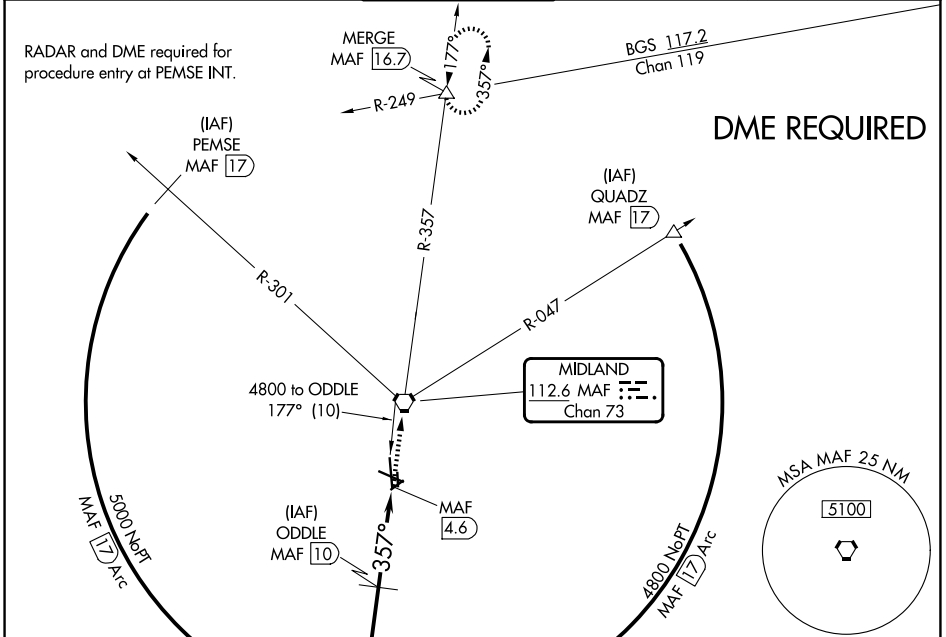 RADAR and DME required for
procedure entry at PEMSE INT.
MERGE
MAF 16.7
177°
357°
BGS 117.2
Chan 119
R-249
DME REQUIRED
(IAF)
PEMSE
MAF 17
(IAF)
QUADZ
MAF 17
R-357
R-301
R-047
MIDLAND
112.6 MAF
Chan 73
4800 to ODDLE
177° (10)
MSA MAF 25 NM
5100
5000 NoPT
MAF 17 Arc
(IAF)
ODDLE
MAF 10
357°
MAF
4.6
4800 NoPT
MAF 17 Arc